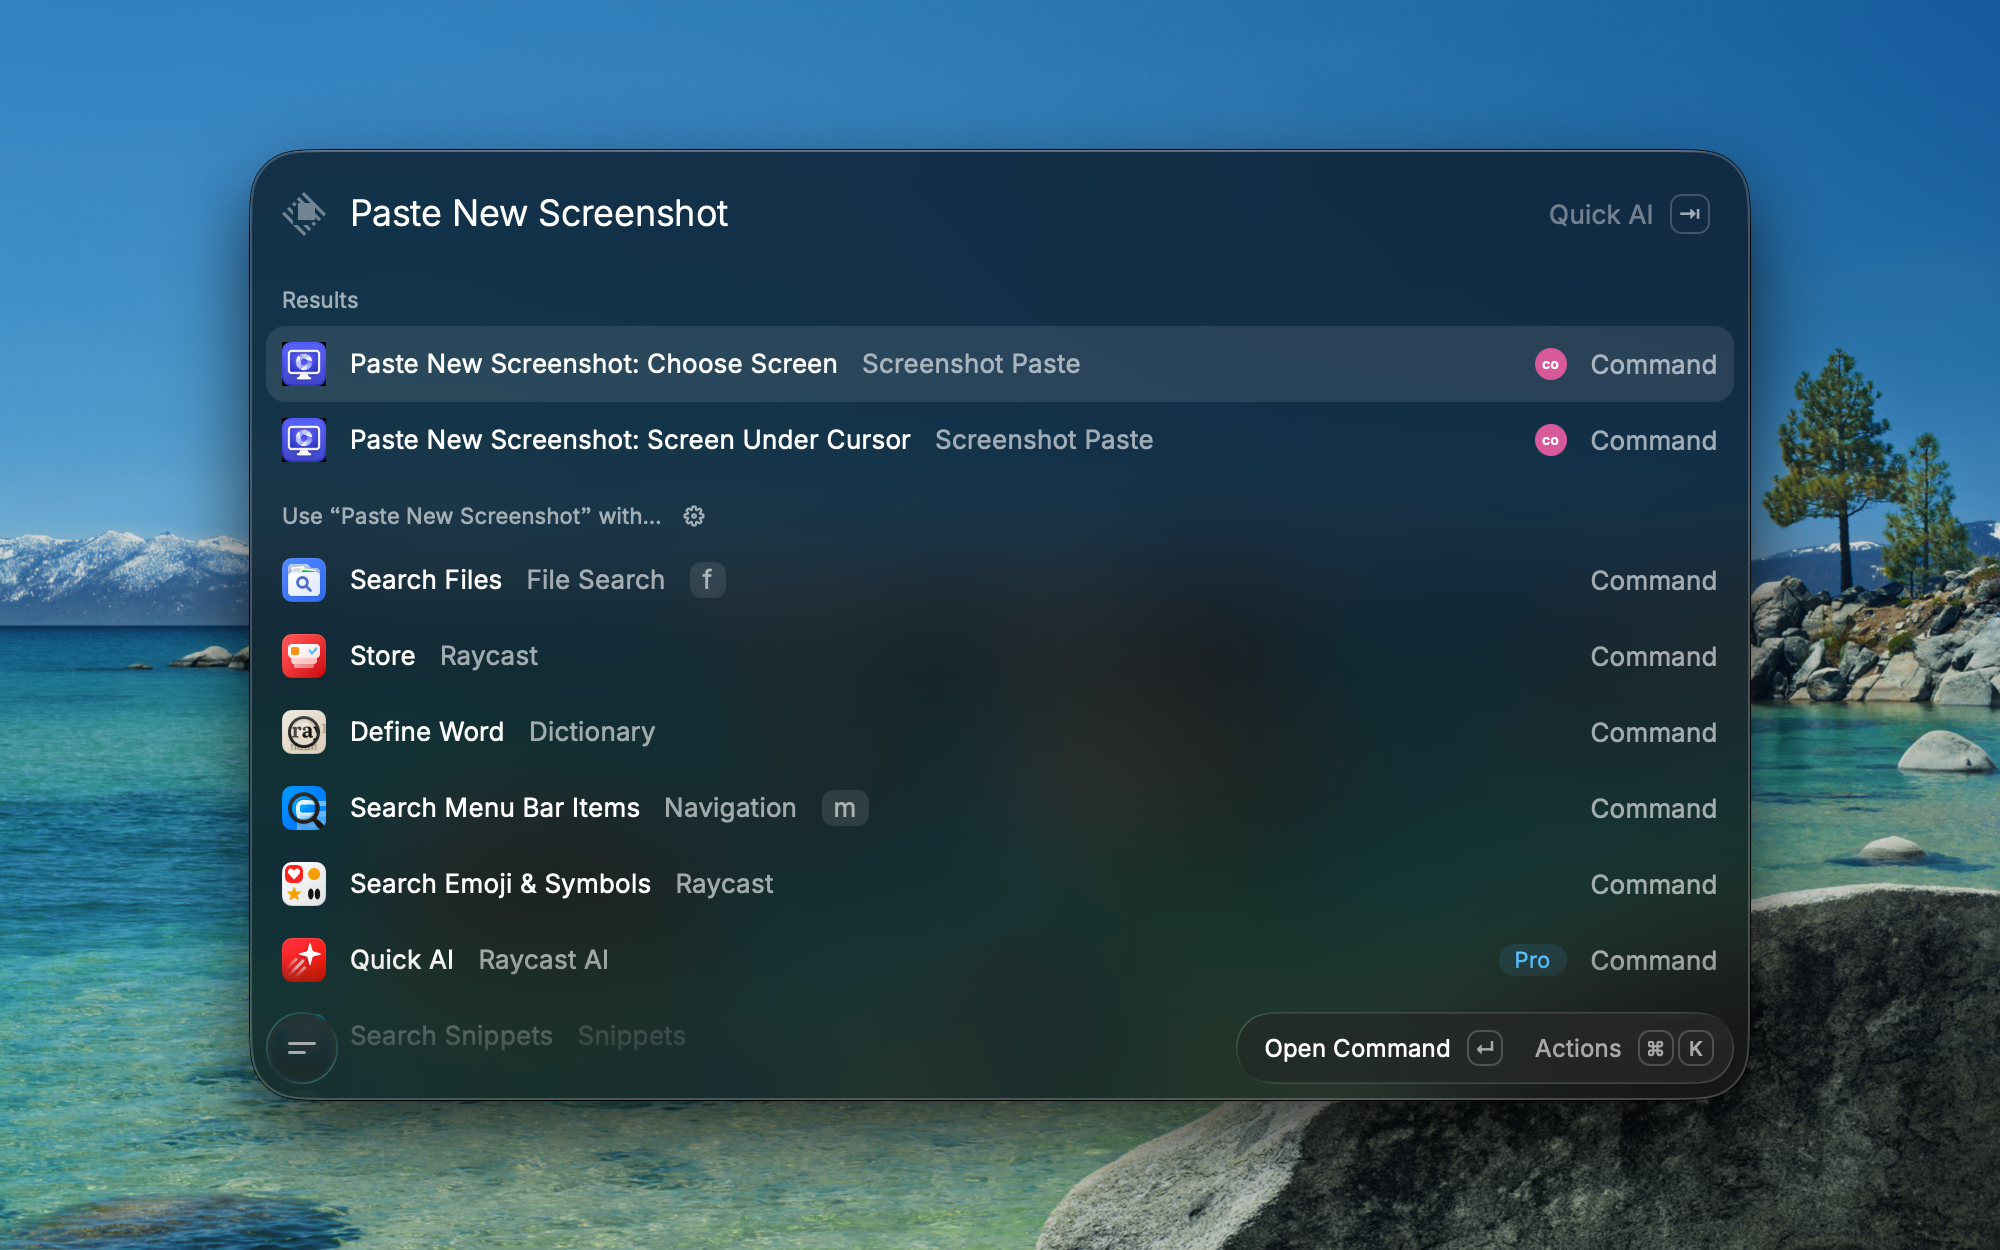 Paste New Screenshot Quick AI
Results
Paste New Screenshot: Choose Screen Screenshot Paste co Command
Paste New Screenshot: Screen Under Cursor Screenshot Paste co Command
Use “Paste New Screenshot” with...
Search Files File Search f Command
Store Raycast Command
ray Define Word Dictionary Command
Search Menu Bar Items Navigation m Command
Search Emoji & Symbols Raycast Command
Quick AI Raycast AI Pro Command
Search Snippets Snippets
Open Command ↵ Actions ⌘ K